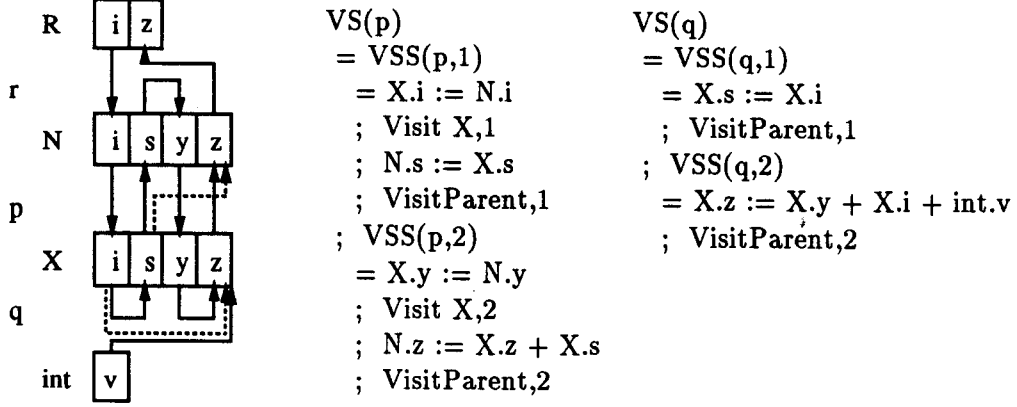 R i z
r
N i s y z
p
X i s y z
q
int v
VS(p)
= VSS(p,1)
= X.i := N.i
; Visit X,1
; N.s := X.s
; VisitParent,1
; VSS(p,2)
= X.y := N.y
; Visit X,2
; N.z := X.z + X.s
; VisitParent,2
VS(q)
= VSS(q,1)
= X.s := X.i
; VisitParent,1
; VSS(q,2)
= X.z := X.y + X.i + int.v
; VisitParent,2